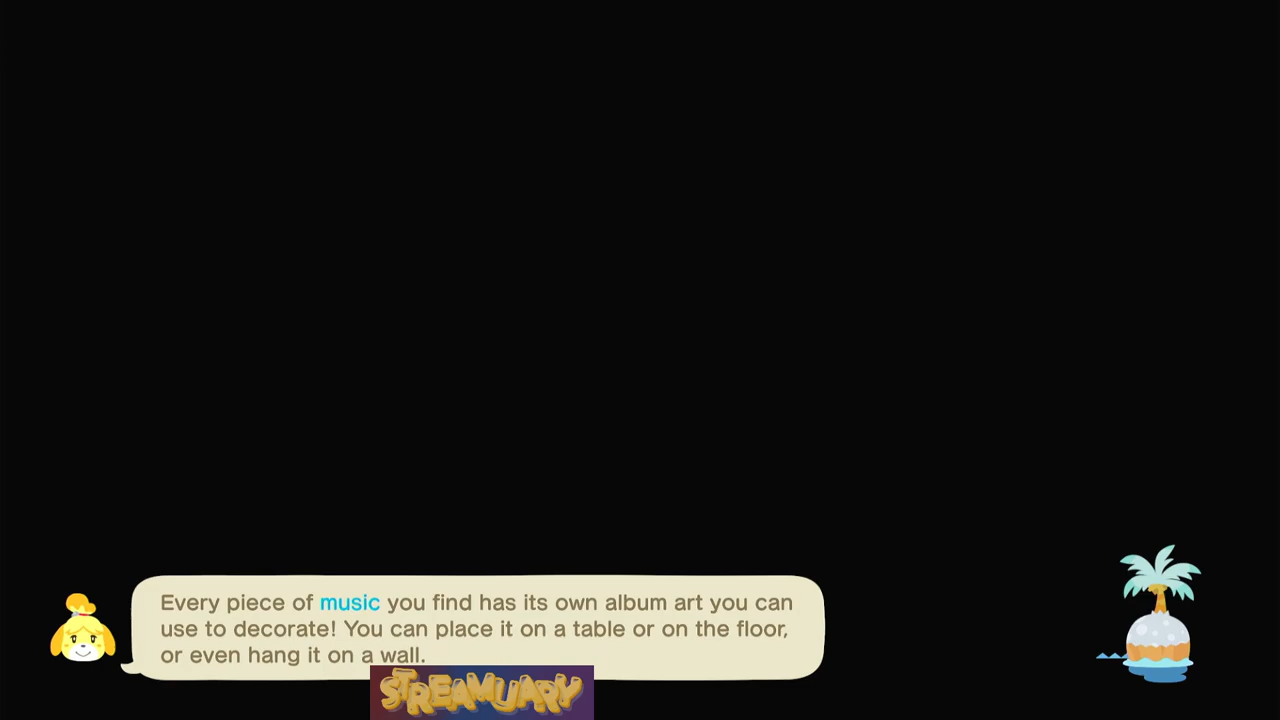 Every piece of music you find has its own album art you can
use to decorate! You can place it on a table or on the floor,
or even hang it on a wall.
STREAMUARY